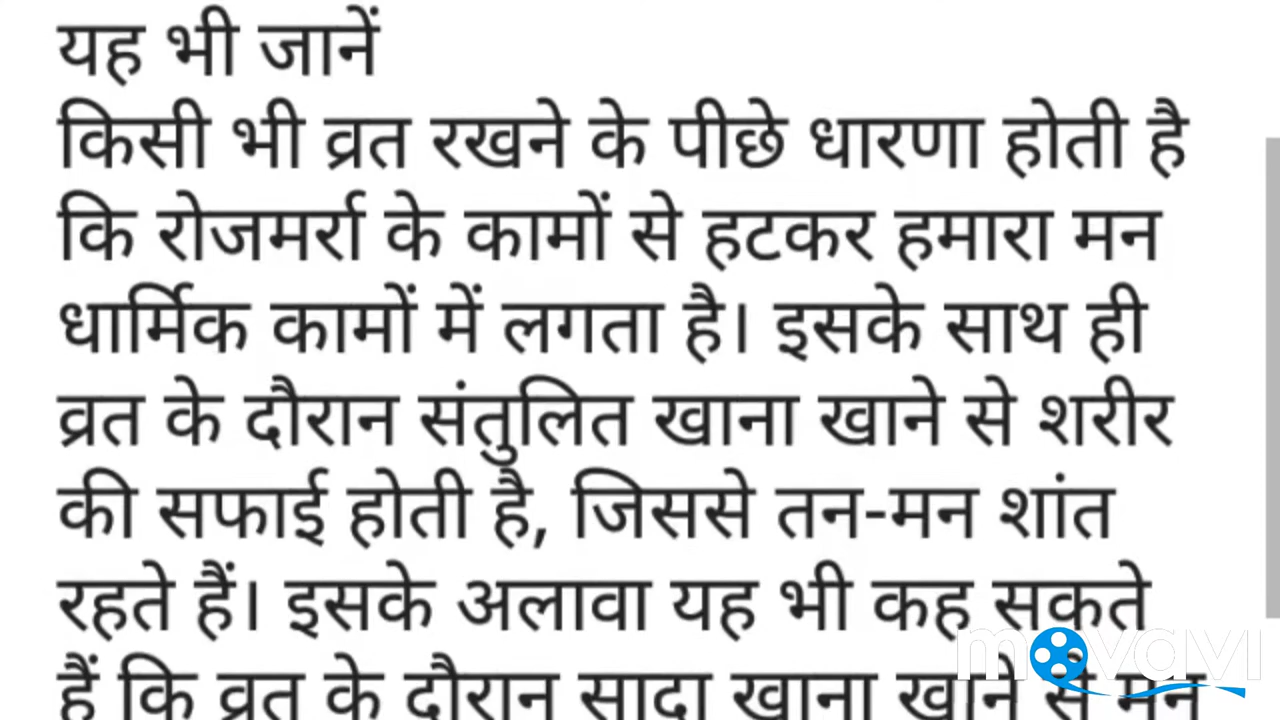 यह भी जानें
किसी भी व्रत रखने के पीछे धारणा होती है
कि रोजमर्रा के कामों से हटकर हमारा मन
धार्मिक कामों में लगता है। इसके साथ ही
व्रत के दौरान संतुलित खाना खाने से शरीर
की सफाई होती है, जिससे तन-मन शांत
रहते हैं। इसके अलावा यह भी कह सकते
हैं कि व्रत के दौरान सादा खाना खाने से मन
movavi